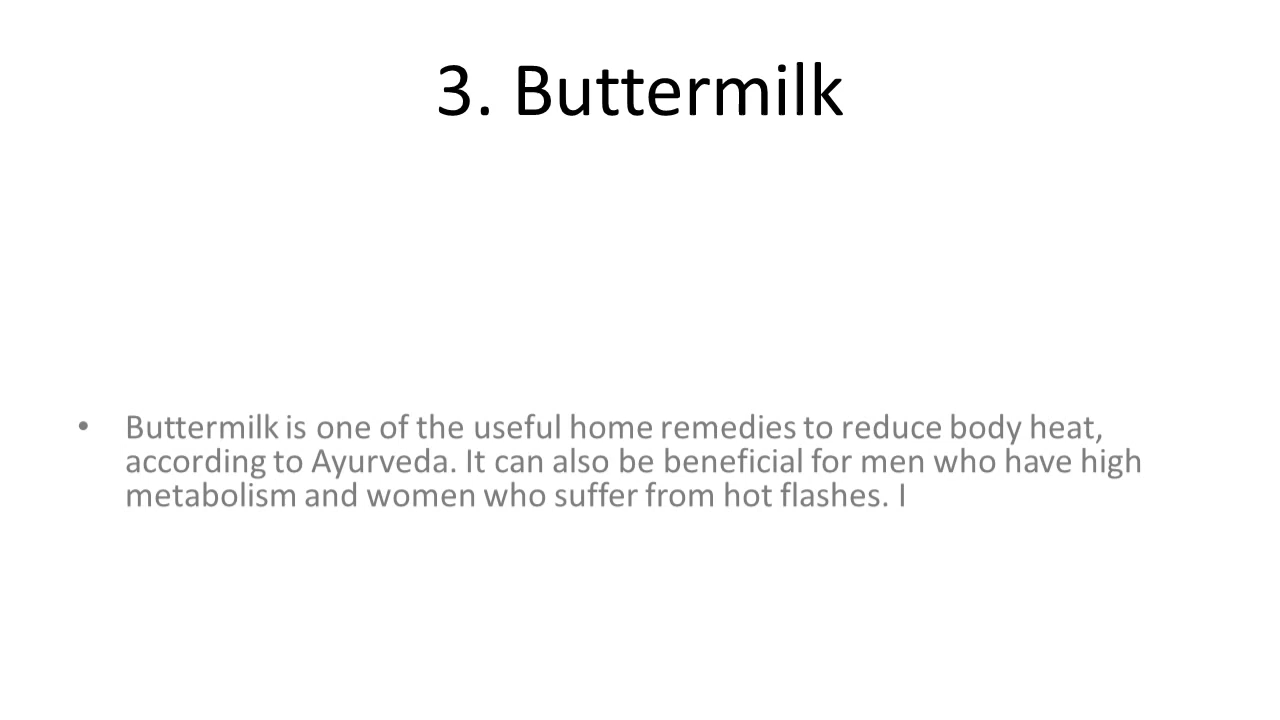 3. Buttermilk
• Buttermilk is one of the useful home remedies to reduce body heat,
according to Ayurveda. It can also be beneficial for men who have high
metabolism and women who suffer from hot flashes. I